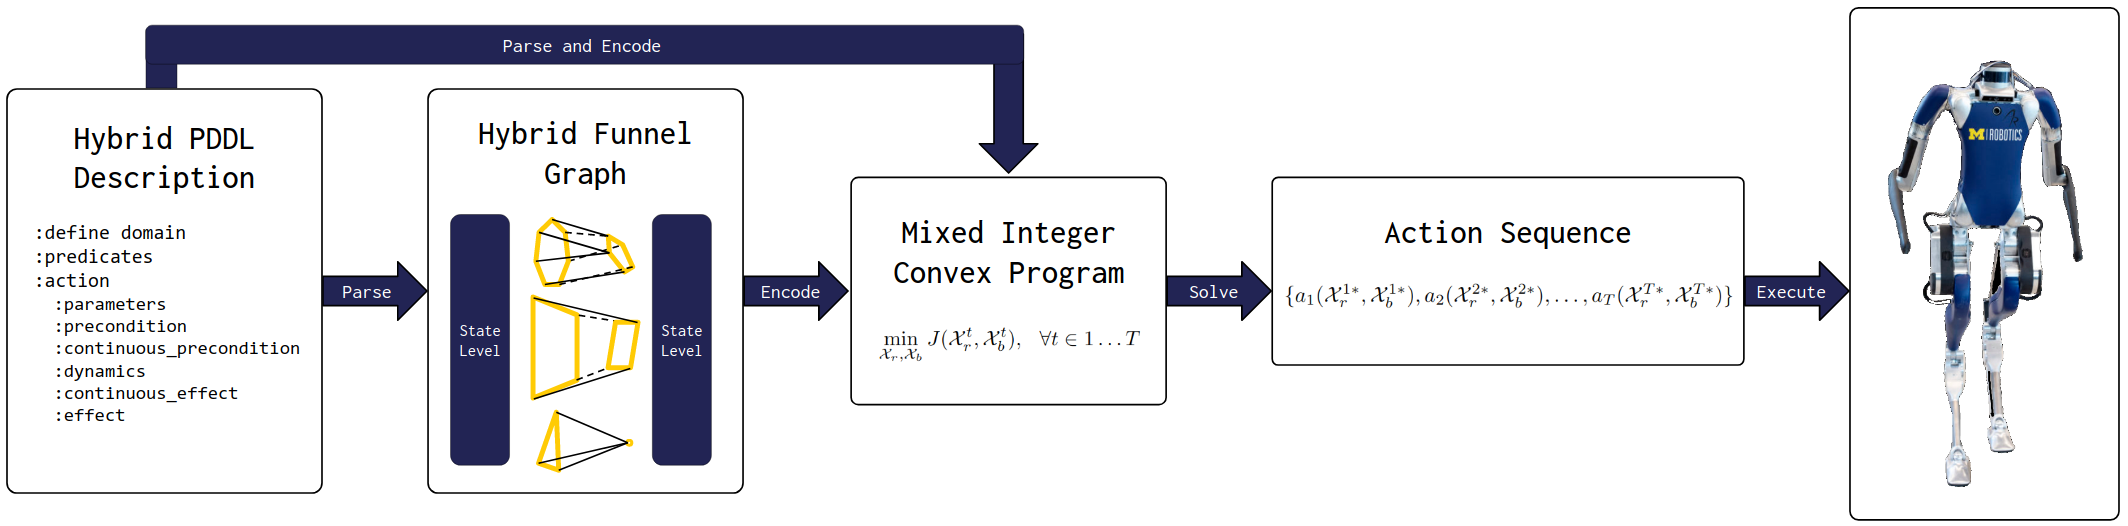 Parse and Encode
Hybrid PDDL
Description
:define domain
:predicates
:action
:parameters
:precondition
:continuous_precondition
:dynamics
:continuous_effect
:effect
Parse
Hybrid Funnel
Graph
State
Level
State
Level
Encode
Mixed Integer
Convex Program
$\min_{\mathcal{X}_r, \mathcal{X}_b} J(\mathcal{X}_r^t, \mathcal{X}_b^t), \quad \forall t \in 1 \ldots T$
Solve
Action Sequence
$\{a_1(\mathcal{X}_r^{1*}, \mathcal{X}_b^{1*}), a_2(\mathcal{X}_r^{2*}, \mathcal{X}_b^{2*}), \ldots, a_T(\mathcal{X}_r^{T*}, \mathcal{X}_b^{T*})\}$
Execute
M | ROBOTICS